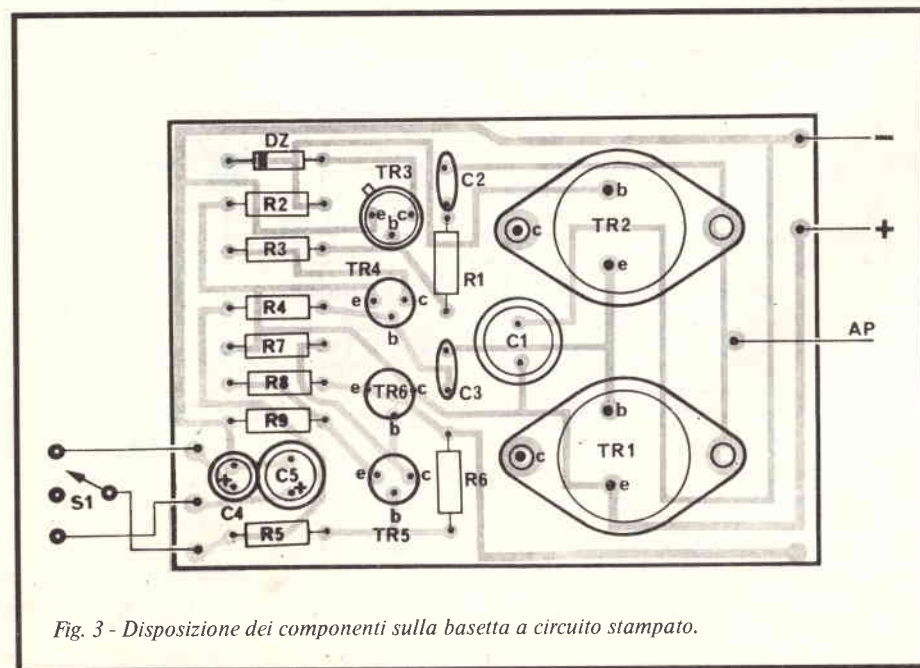 DZ
TR3
C2
−
R2
e
b
c
b
TR2
c
+
R3
TR4
R1
e
R4
e
c
b
C1
AP
R7
R8
e
TR6
c
C3
b
R9
b
TR1
c
e
S1
+
C4
C5
+
e
c
b
TR5
R6
R5
Fig. 3 - Disposizione dei componenti sulla basetta a circuito stampato.